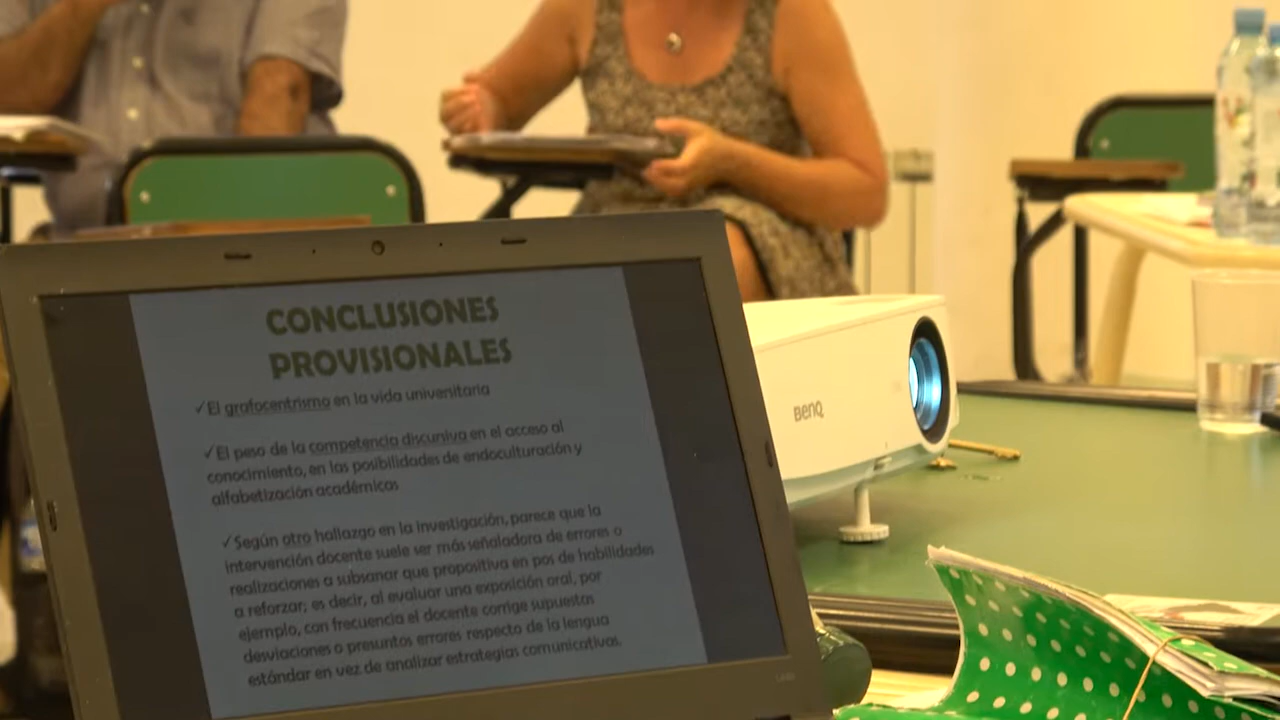 CONCLUSIONES
PROVISIONALES
✓El grafocentrismo en la vida universitaria
✓El peso de la competencia discursiva en el acceso al
conocimiento, en las posibilidades de endoculturación y
alfabetización académicas
✓Según otro hallazgo en la investigación, parece que la
intervención docente suele ser más señaladora de errores o
realizaciones a subsanar que propositiva en pos de habilidades
a reforzar; es decir, al evaluar una exposición oral, por
ejemplo, con frecuencia el docente corrige supuestas
desviaciones o presuntos errores respecto de la lengua
estándar en vez de analizar estrategias comunicativas.
BenQ